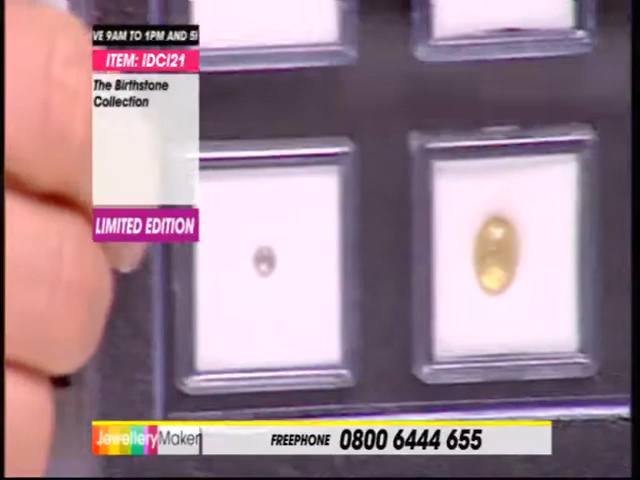 VE 9AM TO 1PM AND 5
ITEM: IDCI21
The Birthstone
Collection
LIMITED EDITION
JewelleryMaker
FREEPHONE 0800 6444 655